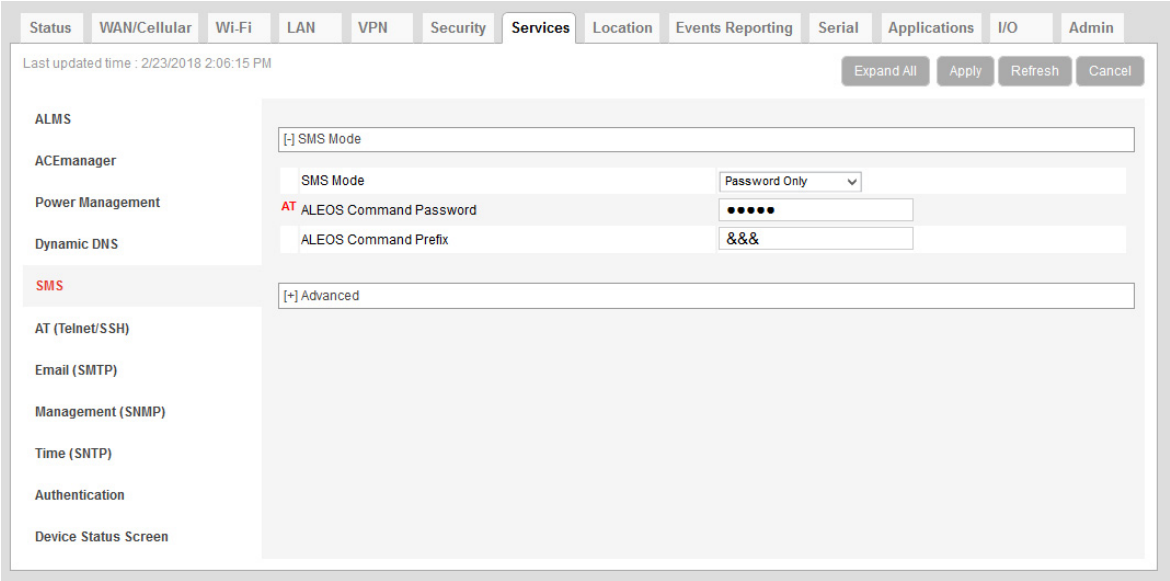 Status WAN/Cellular Wi-Fi LAN VPN Security Services Location Events Reporting Serial Applications I/O Admin
Last updated time : 2/23/2018 2:06:15 PM
Expand All Apply Refresh Cancel
ALMS
[-] SMS Mode
ACEmanager
SMS Mode Password Only
Power Management
AT ALEOS Command Password ●●●●●
ALEOS Command Prefix &&&
Dynamic DNS
SMS
[+] Advanced
AT (Telnet/SSH)
Email (SMTP)
Management (SNMP)
Time (SNTP)
Authentication
Device Status Screen